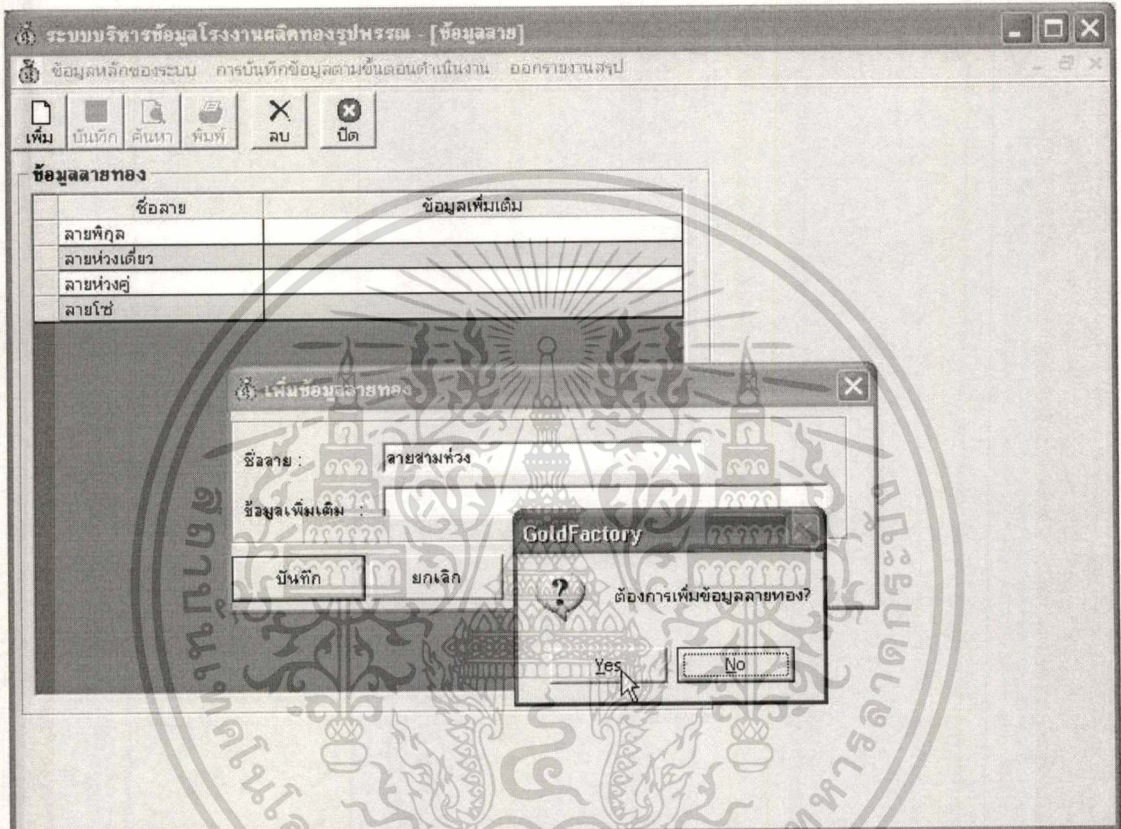 ระบบบริหารข้อมูลโรงงานผลิตทองรูปพรรณ - [ข้อมูลลาย]
ข้อมูลหลักของระบบ การบันทึกข้อมูลตามขั้นตอนดำเนินงาน ออกรายงานสรุป
เพิ่ม บันทึก ค้นหา พิมพ์ ลบ ปิด
ข้อมูลลายทอง
ชื่อลาย ข้อมูลเพิ่มเติม
ลายพิกุล
ลายห่วงเดี่ยว
ลายห่วงคู่
ลายโซ่
เพิ่มข้อมูลลายทอง
ชื่อลาย : ลายสามห่วง
ข้อมูลเพิ่มเติม :
บันทึก ยกเลิก
GoldFactory
ต้องการเพิ่มข้อมูลลายทอง?
Yes No